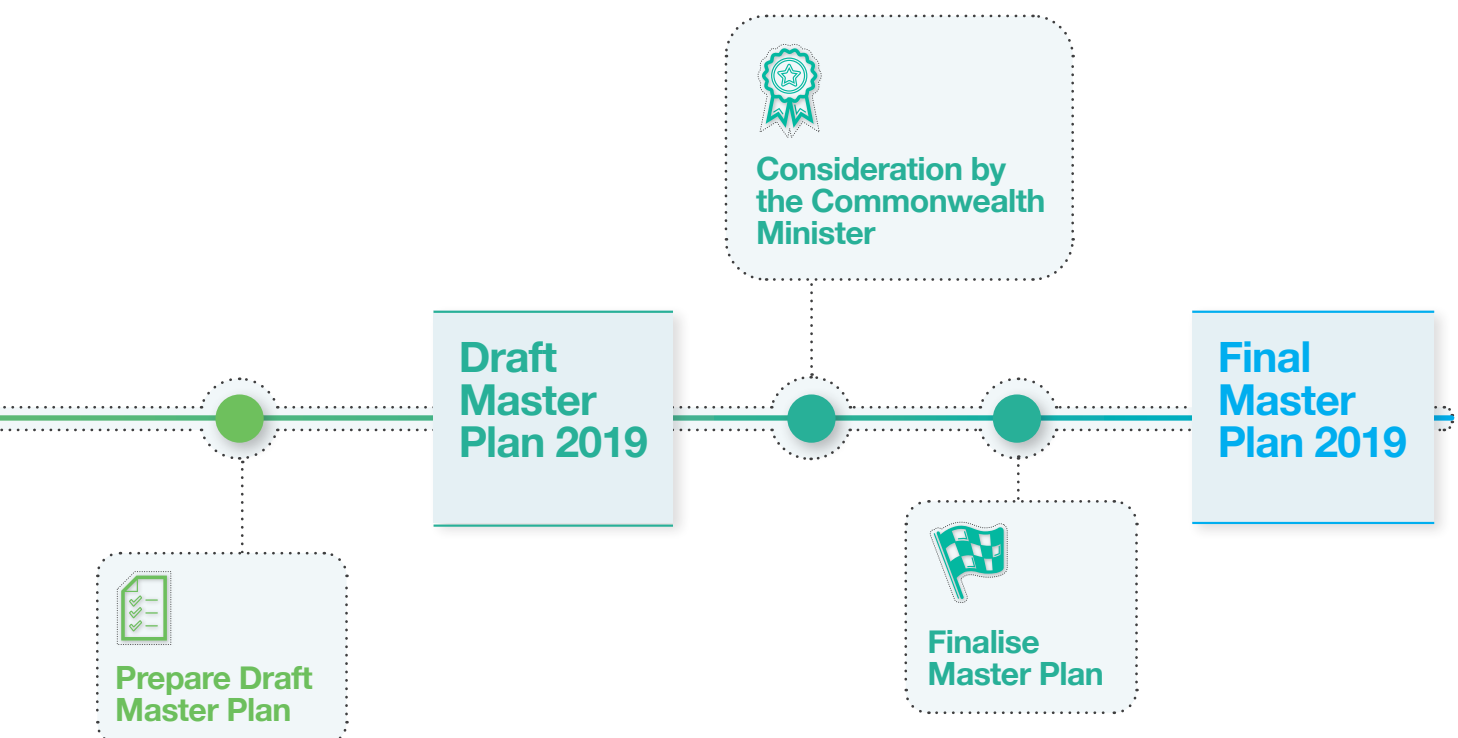 Consideration by
the Commonwealth
Minister
Draft
Master
Plan 2019
Final
Master
Plan 2019
Prepare Draft
Master Plan
Finalise
Master Plan